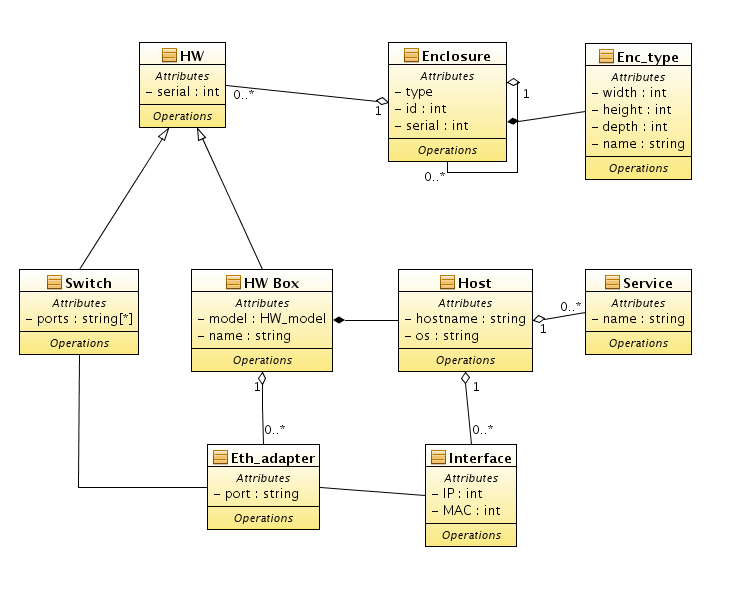 HW
Attributes
− serial : int
Operations
0..*
1
Enclosure
Attributes
− type
− id : int
− serial : int
Operations
1
0..*
Enc_type
Attributes
− width : int
− height : int
− depth : int
− name : string
Operations
Switch
Attributes
− ports : string[*]
Operations
HW Box
Attributes
− model : HW_model
− name : string
Operations
1
0..*
Host
Attributes
− hostname : string
− os : string
Operations
1
0..*
1
0..*
Service
Attributes
− name : string
Operations
Eth_adapter
Attributes
− port : string
Operations
Interface
Attributes
− IP : int
− MAC : int
Operations